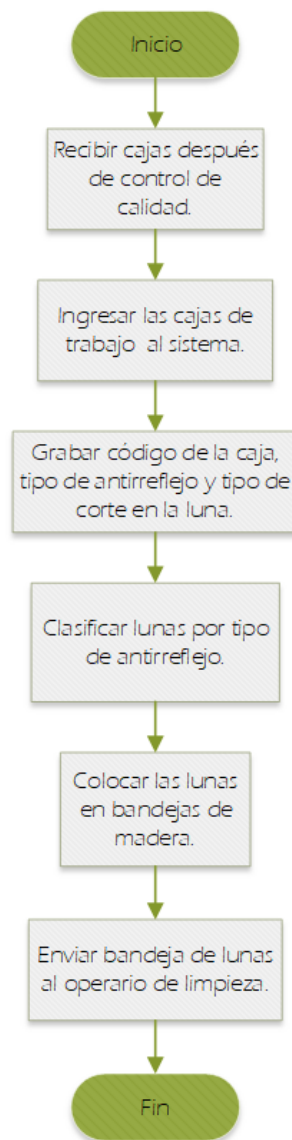 Inicio
Recibir cajas después
de control de
calidad.
Ingresar las cajas de
trabajo al sistema.
Grabar código de la caja,
tipo de antirreflejo y tipo de
corte en la luna.
Clasificar lunas por tipo
de antirreflejo.
Colocar las lunas
en bandejas de
madera.
Enviar bandeja de lunas
al operario de limpieza.
Fin